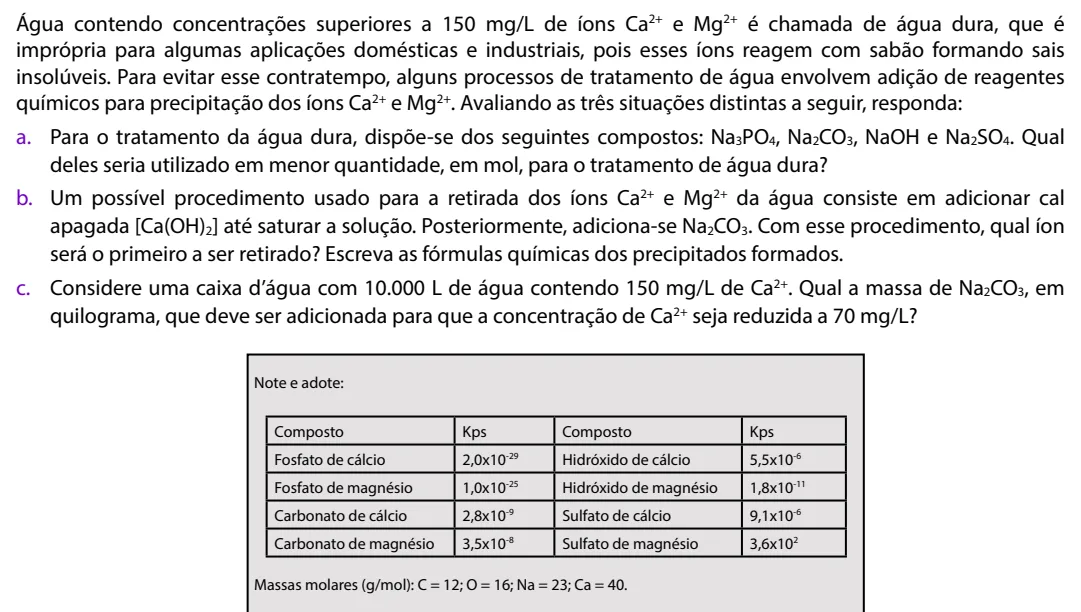 Água contendo concentrações superiores a 150 mg/L de íons Ca²⁺ e Mg²⁺ é chamada de água dura, que é
imprópria para algumas aplicações domésticas e industriais, pois esses íons reagem com sabão formando sais
insolúveis. Para evitar esse contratempo, alguns processos de tratamento de água envolvem adição de reagentes
químicos para precipitação dos íons Ca²⁺ e Mg²⁺. Avaliando as três situações distintas a seguir, responda:
a. Para o tratamento da água dura, dispõe-se dos seguintes compostos: Na₃PO₄, Na₂CO₃, NaOH e Na₂SO₄. Qual
deles seria utilizado em menor quantidade, em mol, para o tratamento de água dura?
b. Um possível procedimento usado para a retirada dos íons Ca²⁺ e Mg²⁺ da água consiste em adicionar cal
apagada [Ca(OH)₂] até saturar a solução. Posteriormente, adiciona-se Na₂CO₃. Com esse procedimento, qual íon
será o primeiro a ser retirado? Escreva as fórmulas químicas dos precipitados formados.
c. Considere uma caixa d’água com 10.000 L de água contendo 150 mg/L de Ca²⁺. Qual a massa de Na₂CO₃, em
quilograma, que deve ser adicionada para que a concentração de Ca²⁺ seja reduzida a 70 mg/L?
Note e adote:
Composto Kps Composto Kps
Fosfato de cálcio 2,0x10⁻²⁹ Hidróxido de cálcio 5,5x10⁻⁶
Fosfato de magnésio 1,0x10⁻²⁵ Hidróxido de magnésio 1,8x10⁻¹¹
Carbonato de cálcio 2,8x10⁻⁹ Sulfato de cálcio 9,1x10⁻⁶
Carbonato de magnésio 3,5x10⁻⁸ Sulfato de magnésio 3,6x10²
Massas molares (g/mol): C = 12; O = 16; Na = 23; Ca = 40.